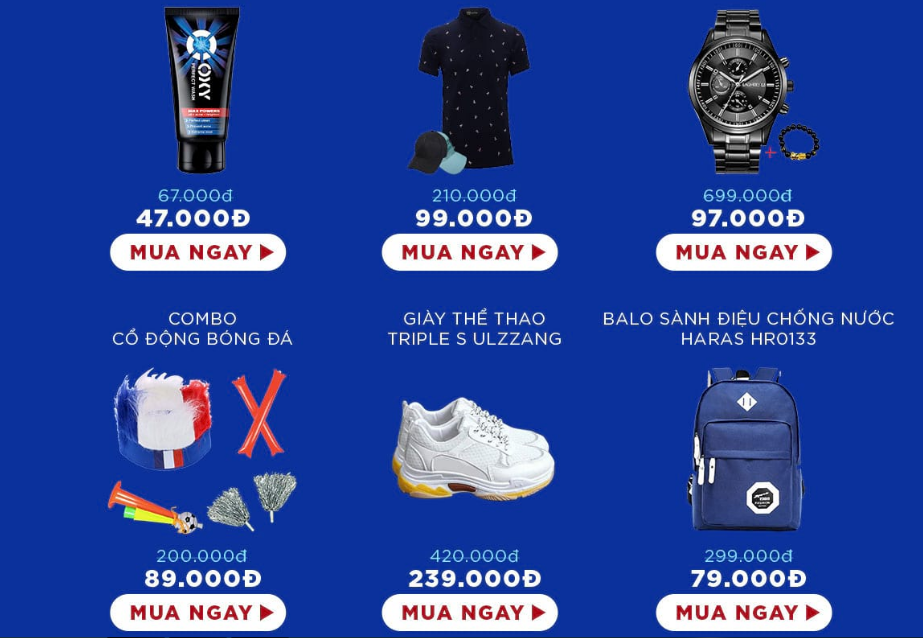 OXY
PERFECT WASH
67.000đ
47.000Đ
MUA NGAY
210.000đ
99.000Đ
MUA NGAY
699.000đ
97.000Đ
MUA NGAY
COMBO
CỔ ĐỘNG BÓNG ĐÁ
GIÀY THỂ THAO
TRIPLE S ULZZANG
BALO SÀNH ĐIỆU CHỐNG NƯỚC
HARAS HR0133
200.000đ
89.000Đ
MUA NGAY
420.000đ
239.000Đ
MUA NGAY
299.000đ
79.000Đ
MUA NGAY